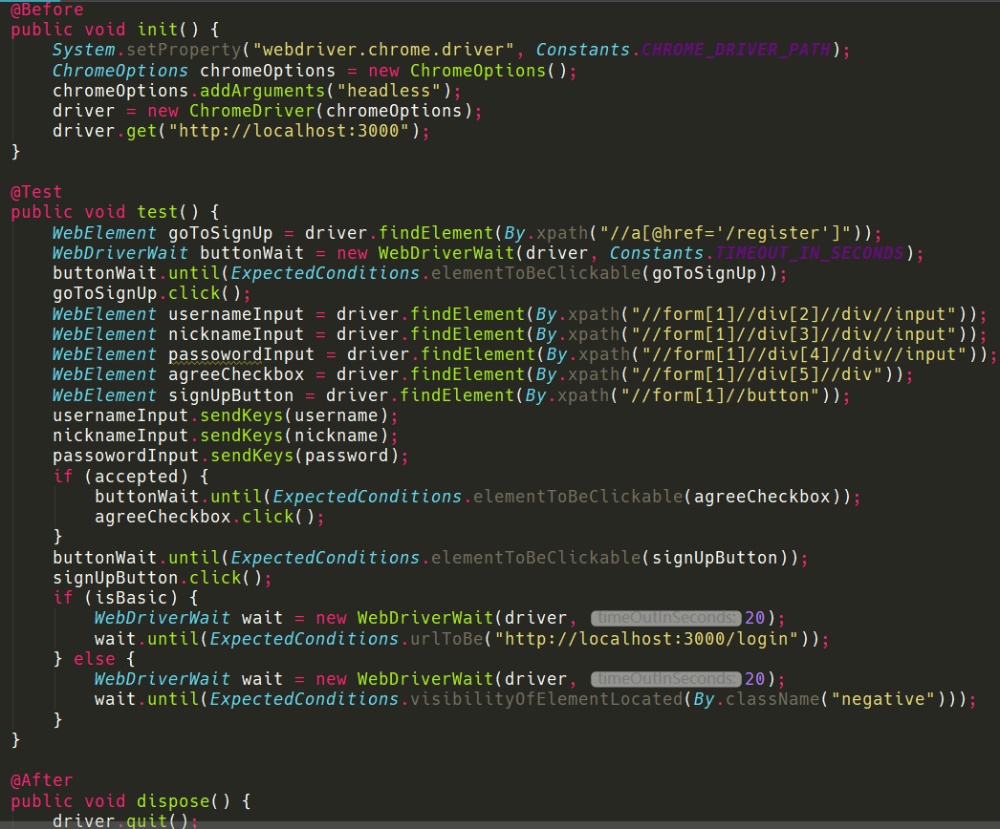 @Before
public void init() {
    System.setProperty("webdriver.chrome.driver", Constants.CHROME_DRIVER_PATH);
    ChromeOptions chromeOptions = new ChromeOptions();
    chromeOptions.addArguments("headless");
    driver = new ChromeDriver(chromeOptions);
    driver.get("http://localhost:3000");
}

@Test
public void test() {
    WebElement goToSignUp = driver.findElement(By.xpath("//a[@href='/register']"));
    WebDriverWait buttonWait = new WebDriverWait(driver, Constants.TIMEOUT_IN_SECONDS);
    buttonWait.until(ExpectedConditions.elementToBeClickable(goToSignUp));
    goToSignUp.click();
    WebElement usernameInput = driver.findElement(By.xpath("//form[1]//div[2]//div//input"));
    WebElement nicknameInput = driver.findElement(By.xpath("//form[1]//div[3]//div//input"));
    WebElement passowordInput = driver.findElement(By.xpath("//form[1]//div[4]//div//input"));
    WebElement agreeCheckbox = driver.findElement(By.xpath("//form[1]//div[5]//div"));
    WebElement signUpButton = driver.findElement(By.xpath("//form[1]//button"));
    usernameInput.sendKeys(username);
    nicknameInput.sendKeys(nickname);
    passowordInput.sendKeys(password);
    if (accepted) {
        buttonWait.until(ExpectedConditions.elementToBeClickable(agreeCheckbox));
        agreeCheckbox.click();
    }
    buttonWait.until(ExpectedConditions.elementToBeClickable(signUpButton));
    signUpButton.click();
    if (isBasic) {
        WebDriverWait wait = new WebDriverWait(driver, timeOutInSeconds: 20);
        wait.until(ExpectedConditions.urlToBe("http://localhost:3000/login"));
    } else {
        WebDriverWait wait = new WebDriverWait(driver, timeOutInSeconds: 20);
        wait.until(ExpectedConditions.visibilityOfElementLocated(By.className("negative")));
    }
}

@After
public void dispose() {
    driver.quit();